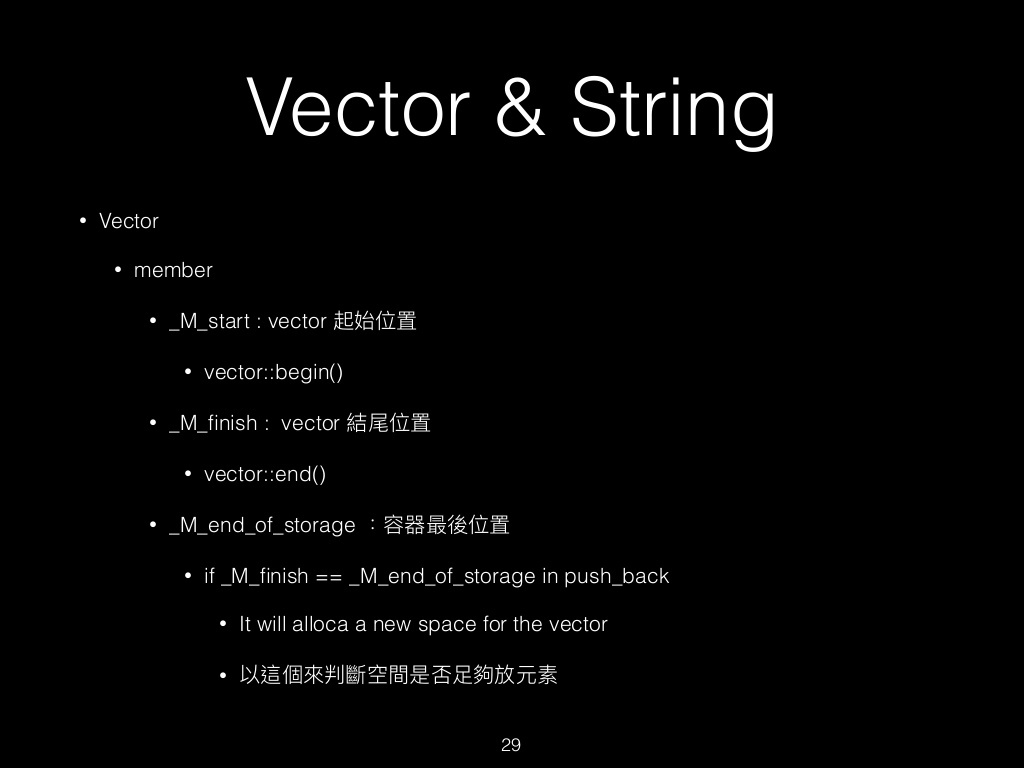 Vector & String
• Vector
• member
• _M_start : vector 起始位置
• vector::begin()
• _M_finish :  vector 結尾位置
• vector::end()
• _M_end_of_storage ：容器最後位置
• if _M_finish == _M_end_of_storage in push_back
• It will alloca a new space for the vector
• 以這個來判斷空間是否足夠放元素
29